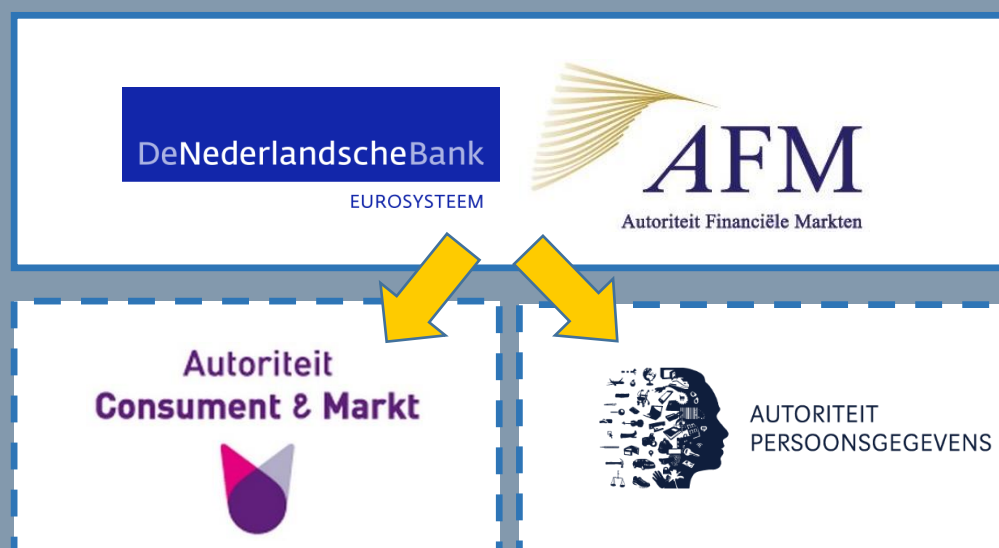 DeNederlandscheBank
EUROSYSTEEM
AFM
Autoriteit Financiële Markten
Autoriteit
Consument & Markt
AUTORITEIT
PERSOONSGEGEVENS